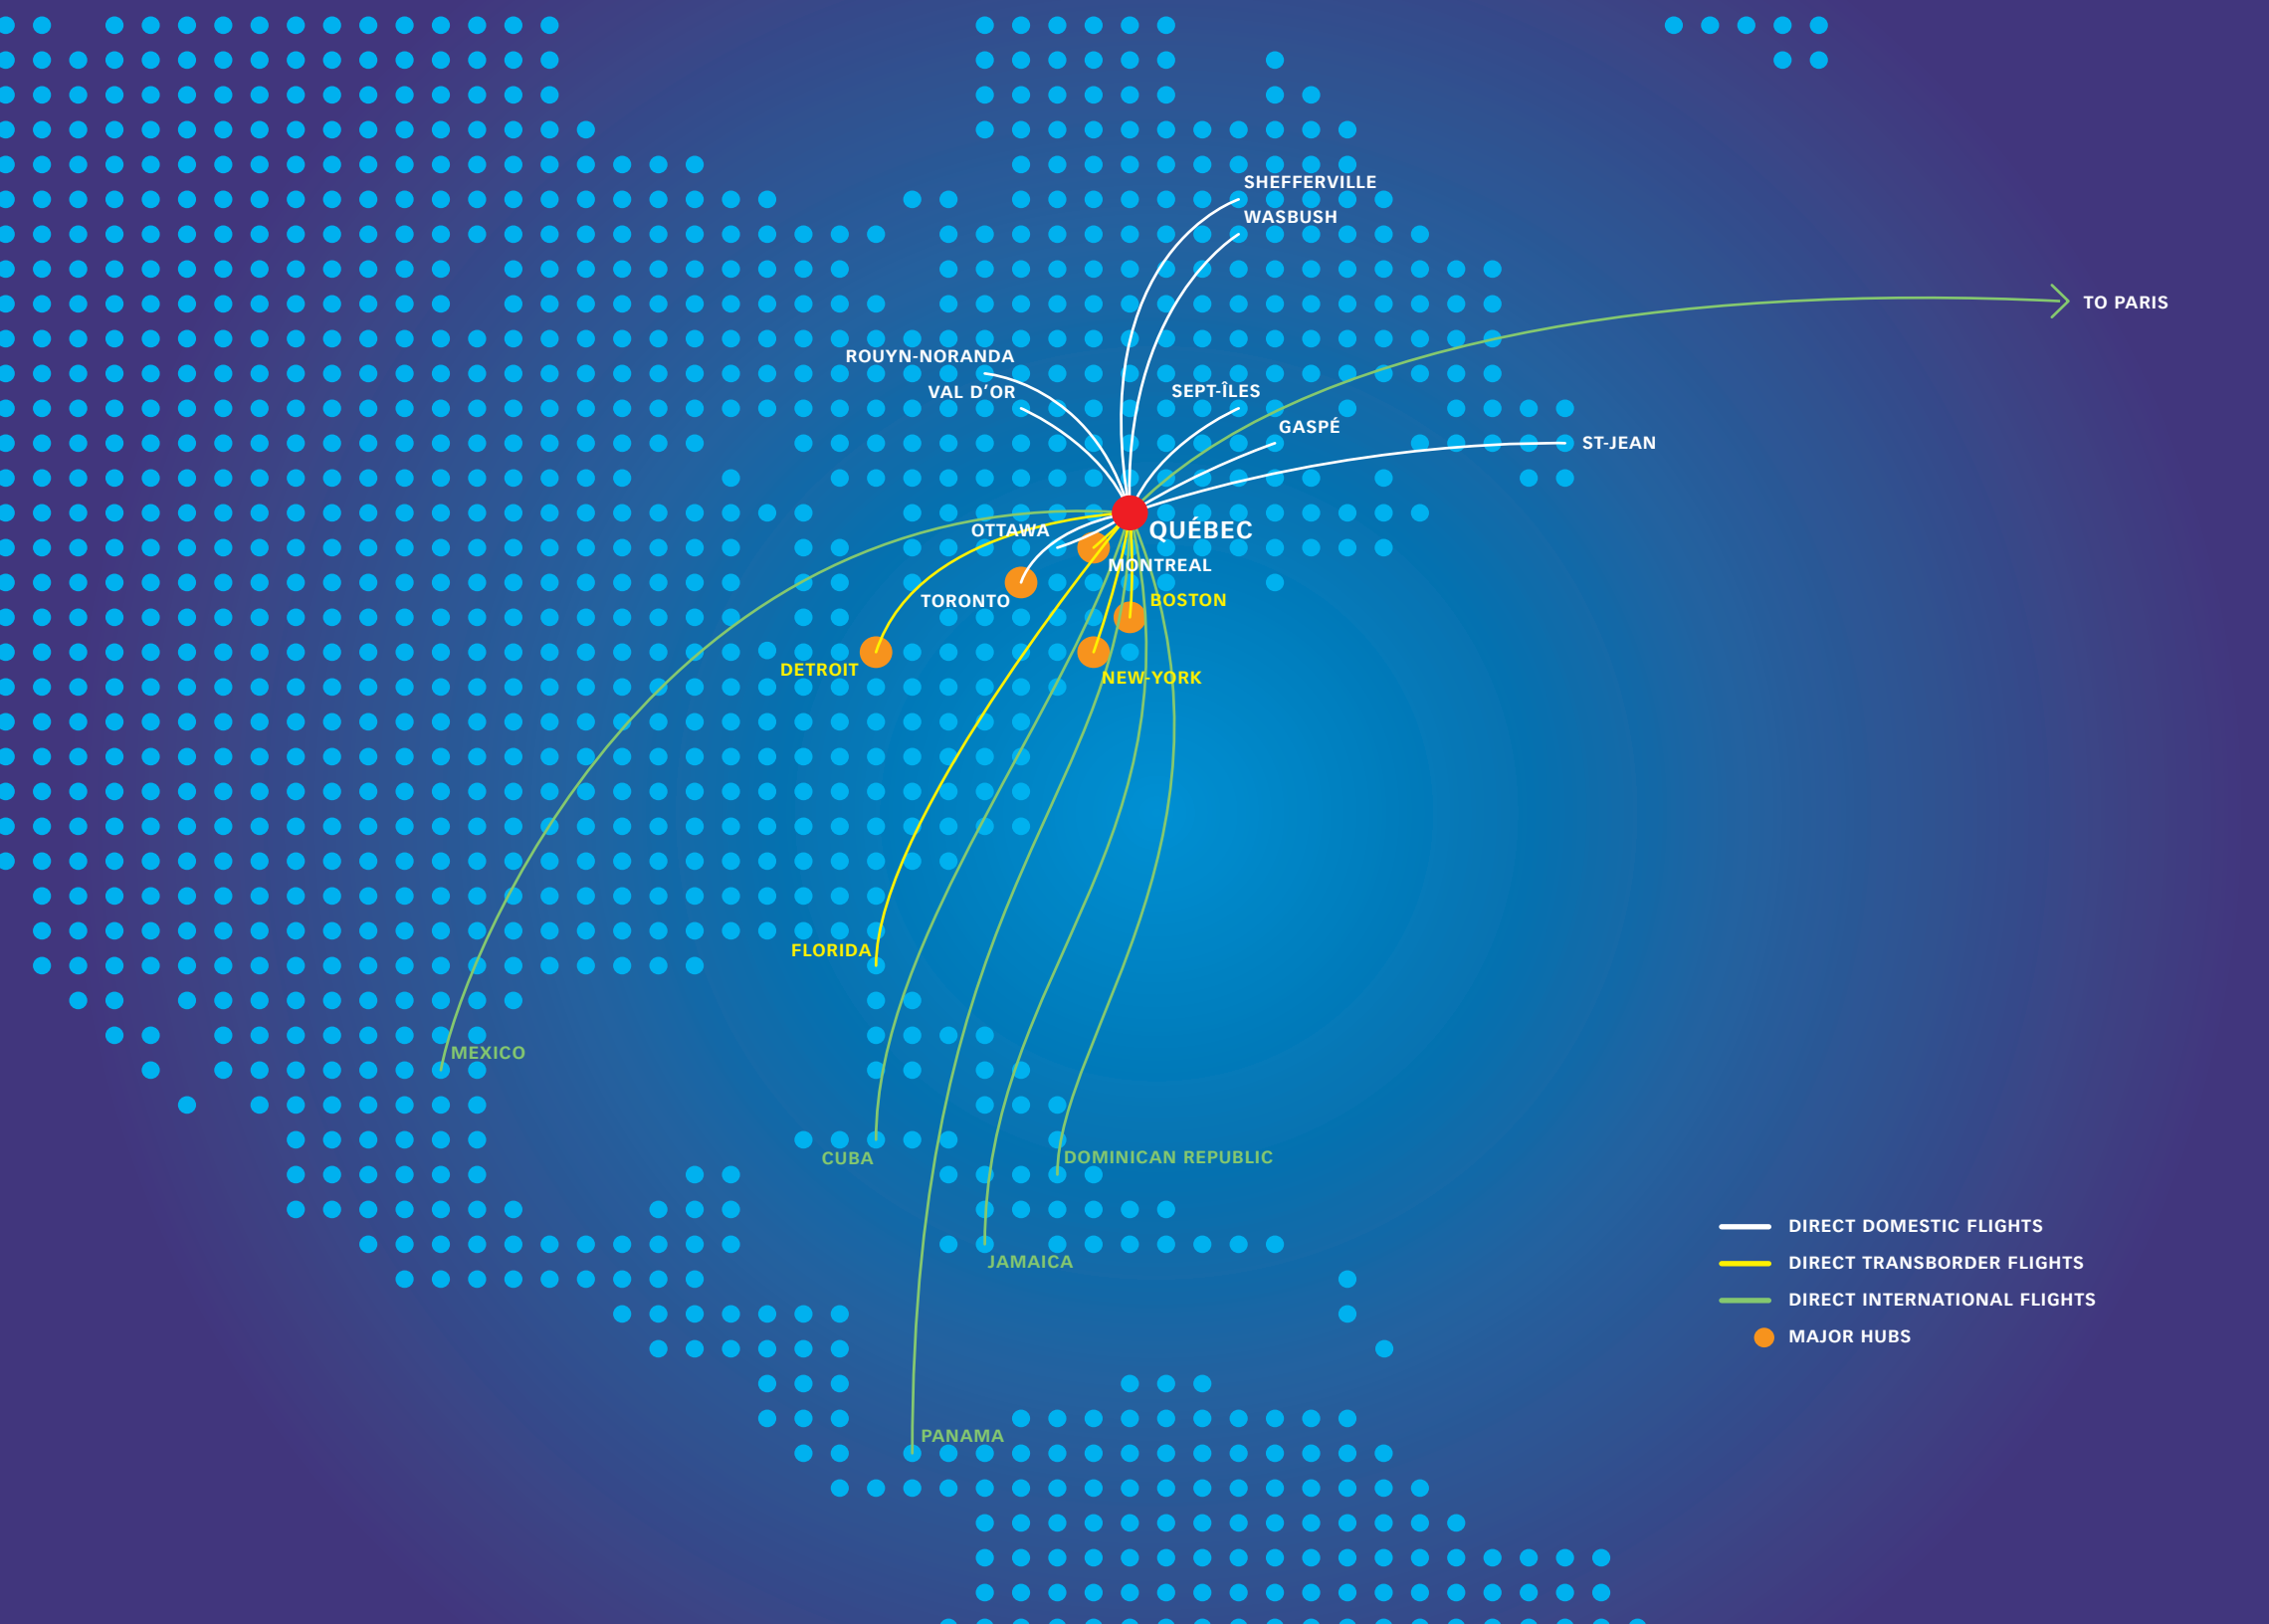 SHEFFERVILLE
WASBUSH
TO PARIS
ROUYN-NORANDA
VAL D’OR
SEPT-ÎLES
GASPÉ
ST-JEAN
OTTAWA
QUÉBEC
MONTREAL
TORONTO
BOSTON
DETROIT
NEW-YORK
FLORIDA
MEXICO
CUBA
DOMINICAN REPUBLIC
JAMAICA
PANAMA
DIRECT DOMESTIC FLIGHTS
DIRECT TRANSBORDER FLIGHTS
DIRECT INTERNATIONAL FLIGHTS
MAJOR HUBS